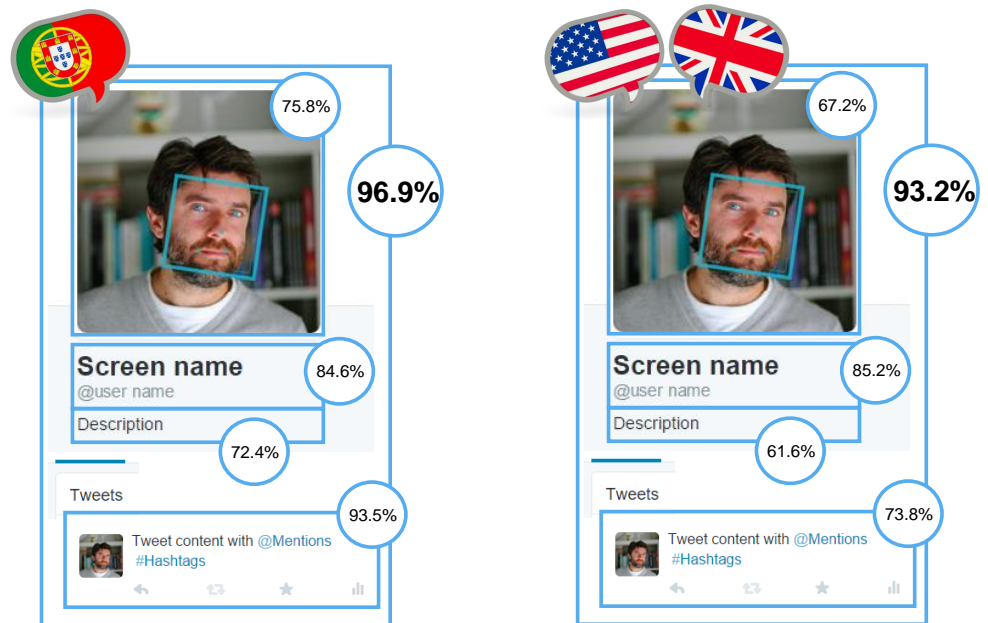 75.8%
96.9%
Screen name
@user name
84.6%
Description
72.4%
Tweets
93.5%
Tweet content with @Mentions
#Hashtags
67.2%
93.2%
Screen name
@user name
85.2%
Description
61.6%
Tweets
73.8%
Tweet content with @Mentions
#Hashtags